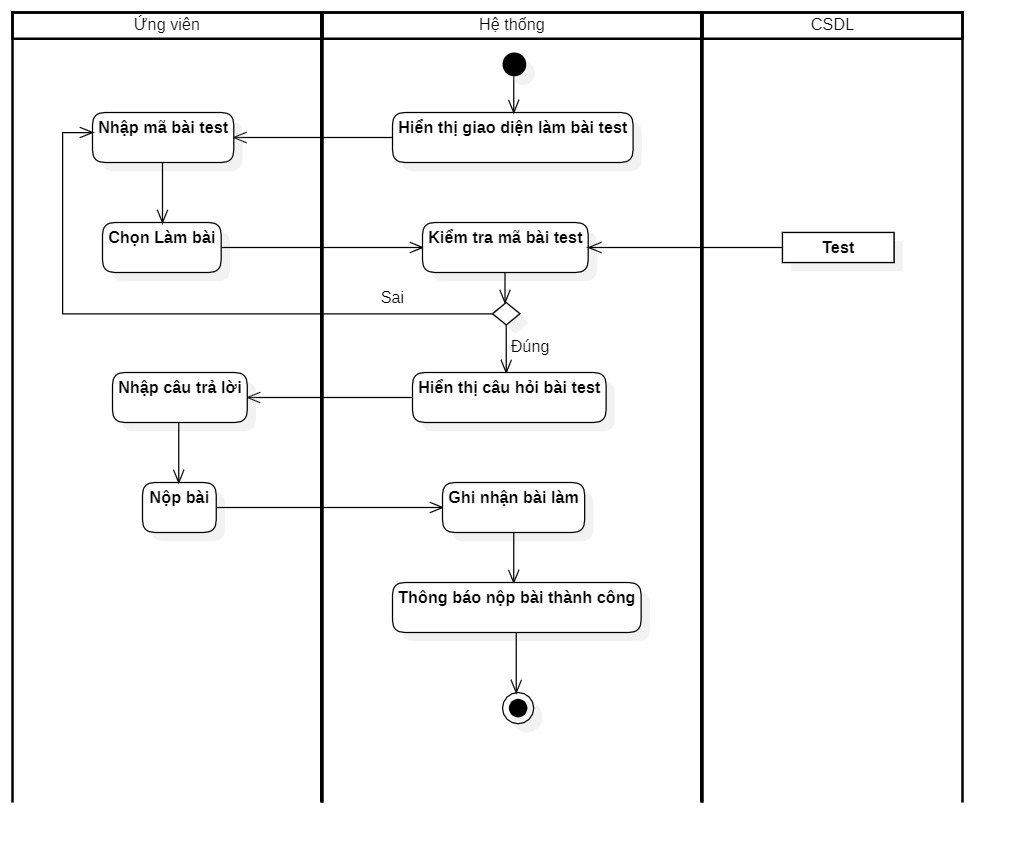 Ứng viên
Hệ thống
CSDL
Nhập mã bài test
Hiển thị giao diện làm bài test
Chọn Làm bài
Kiểm tra mã bài test
Test
Sai
Đúng
Nhập câu trả lời
Hiển thị câu hỏi bài test
Nộp bài
Ghi nhận bài làm
Thông báo nộp bài thành công